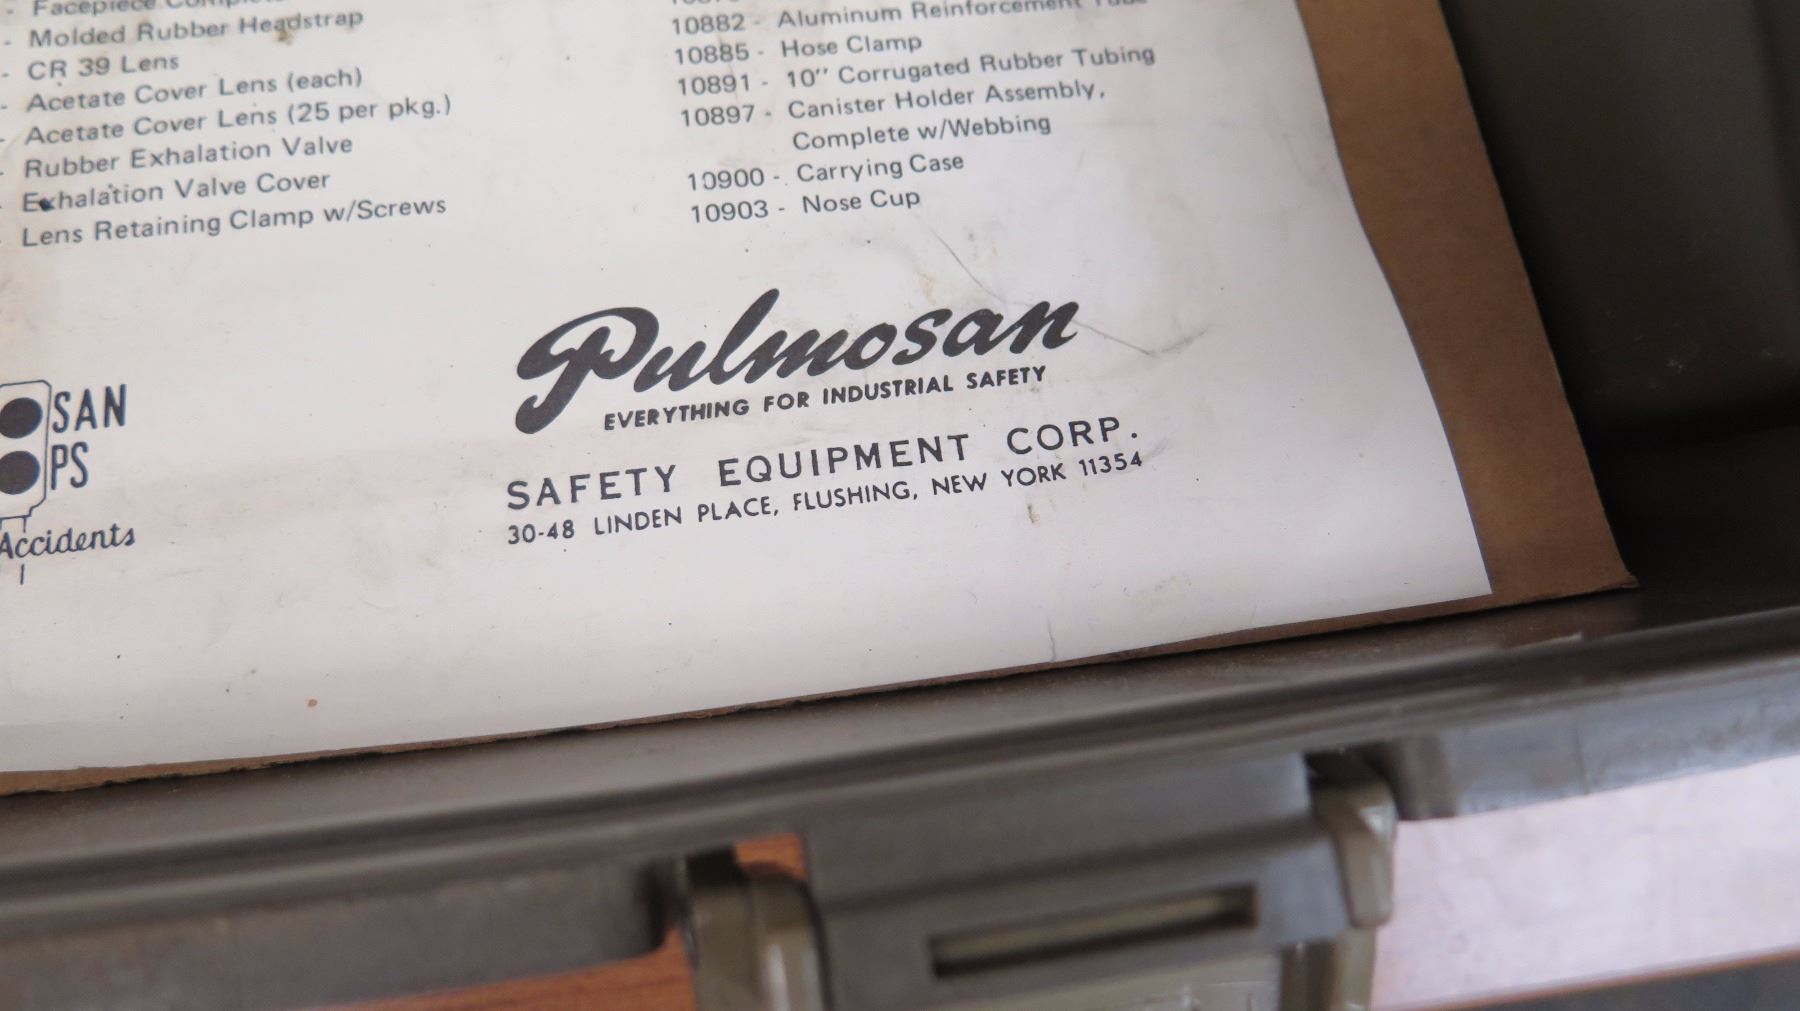 - Facepiece
- Molded Rubber Headstrap
- CR 39 Lens
- Acetate Cover Lens (each)
- Acetate Cover Lens (25 per pkg.)
- Rubber Exhalation Valve
- Exhalation Valve Cover
- Lens Retaining Clamp w/Screws
10882 - Aluminum Reinforcement
10885 - Hose Clamp
10891 - 10" Corrugated Rubber Tubing
10897 - Canister Holder Assembly,
Complete w/Webbing
10900 - Carrying Case
10903 - Nose Cup
SAN
PS
Accidents
Pulmosan
EVERYTHING FOR INDUSTRIAL SAFETY
SAFETY EQUIPMENT CORP.
30-48 LINDEN PLACE, FLUSHING, NEW YORK 11354